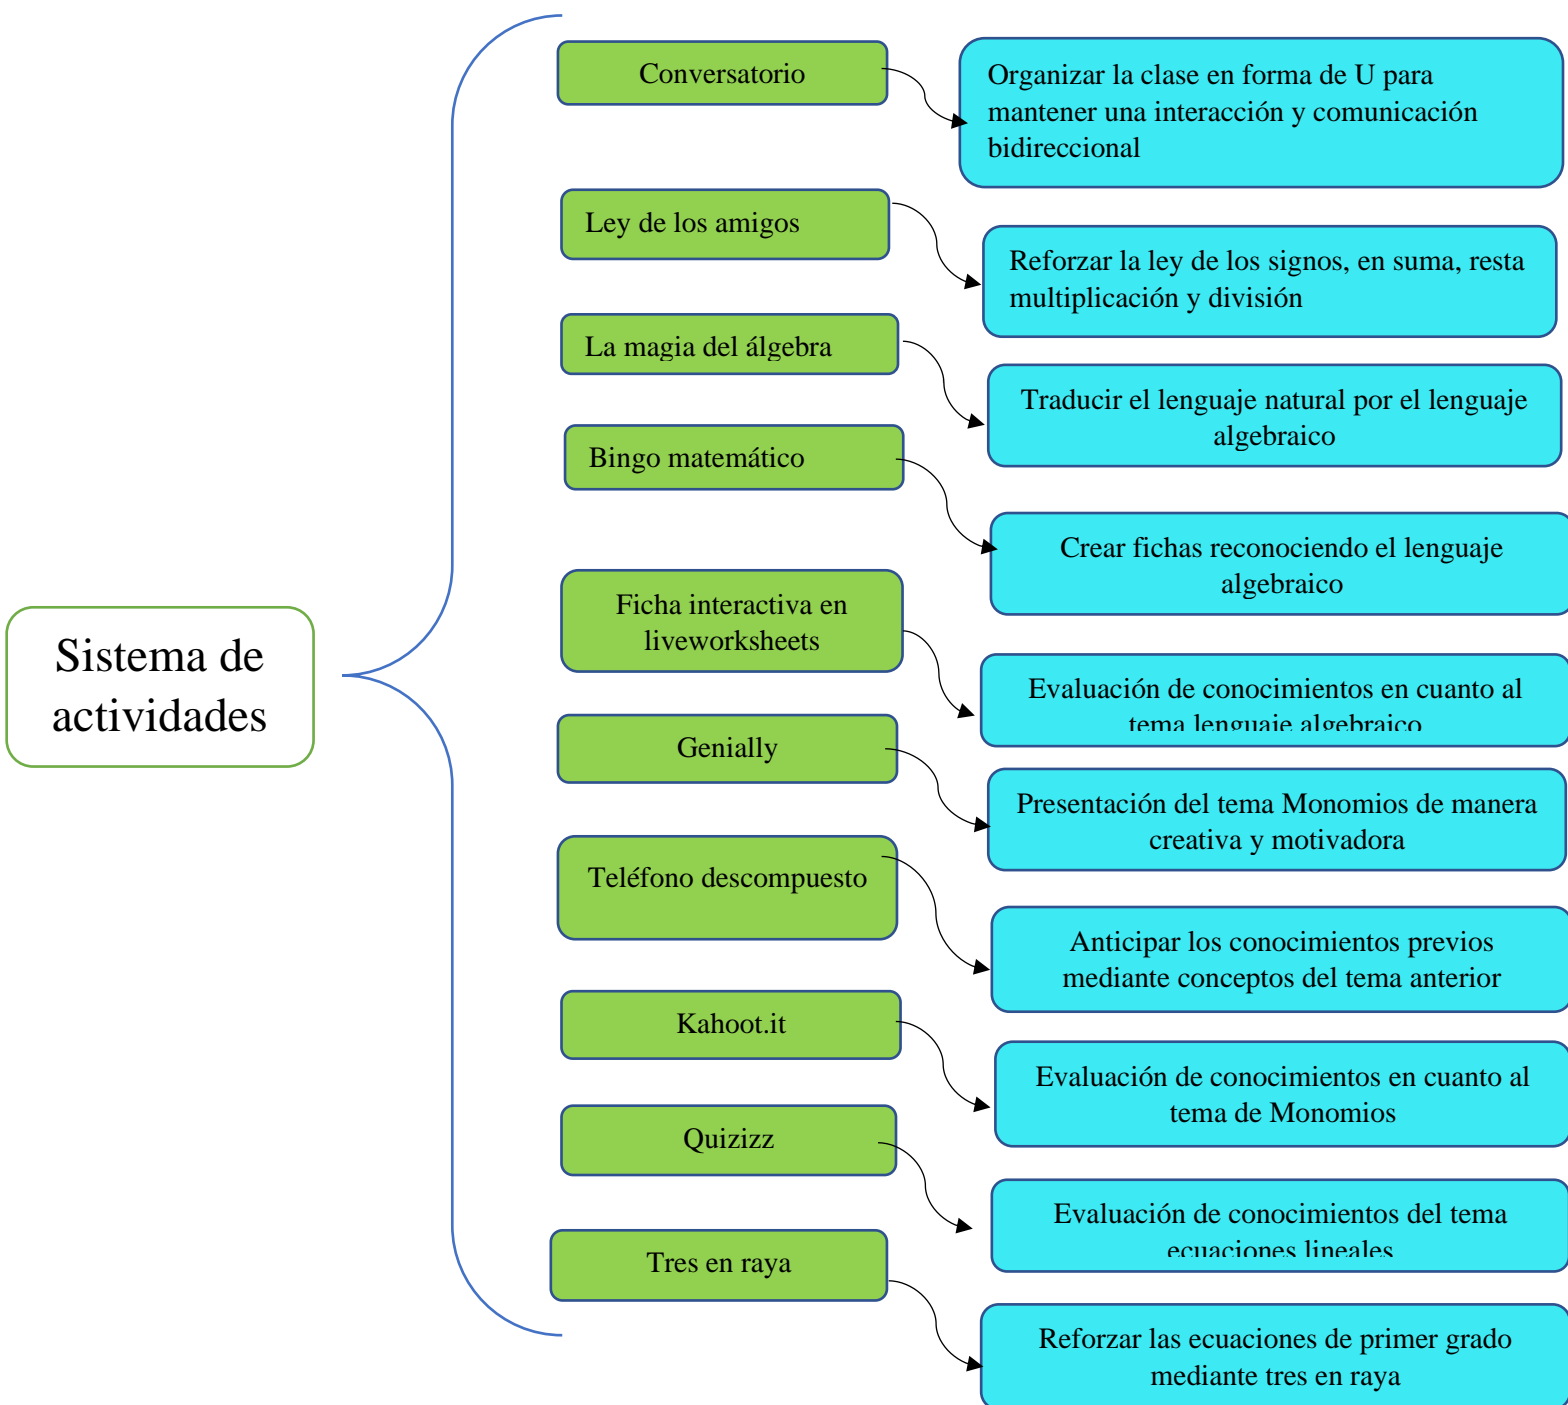 Conversatorio
Organizar la clase en forma de U para
mantener una interacción y comunicación
bidireccional
Ley de los amigos
Reforzar la ley de los signos, en suma, resta
multiplicación y división
La magia del álgebra
Traducir el lenguaje natural por el lenguaje
algebraico
Bingo matemático
Crear fichas reconociendo el lenguaje
algebraico
Ficha interactiva en
liveworksheets
Sistema de
actividades
Evaluación de conocimientos en cuanto al
tema lenguaje algebraico
Genially
Presentación del tema Monomios de manera
creativa y motivadora
Teléfono descompuesto
Anticipar los conocimientos previos
mediante conceptos del tema anterior
Kahoot.it
Evaluación de conocimientos en cuanto al
tema de Monomios
Quizizz
Evaluación de conocimientos del tema
ecuaciones lineales
Tres en raya
Reforzar las ecuaciones de primer grado
mediante tres en raya